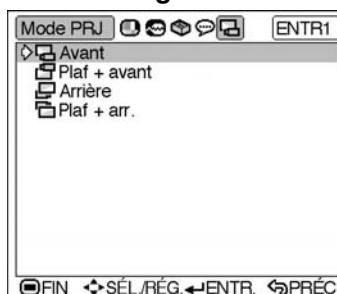 Mode PRJ ENTR1
Avant
Plaf + avant
Arrière
Plaf + arr.
FIN SÉL./RÉG. ENTR. PRÉC